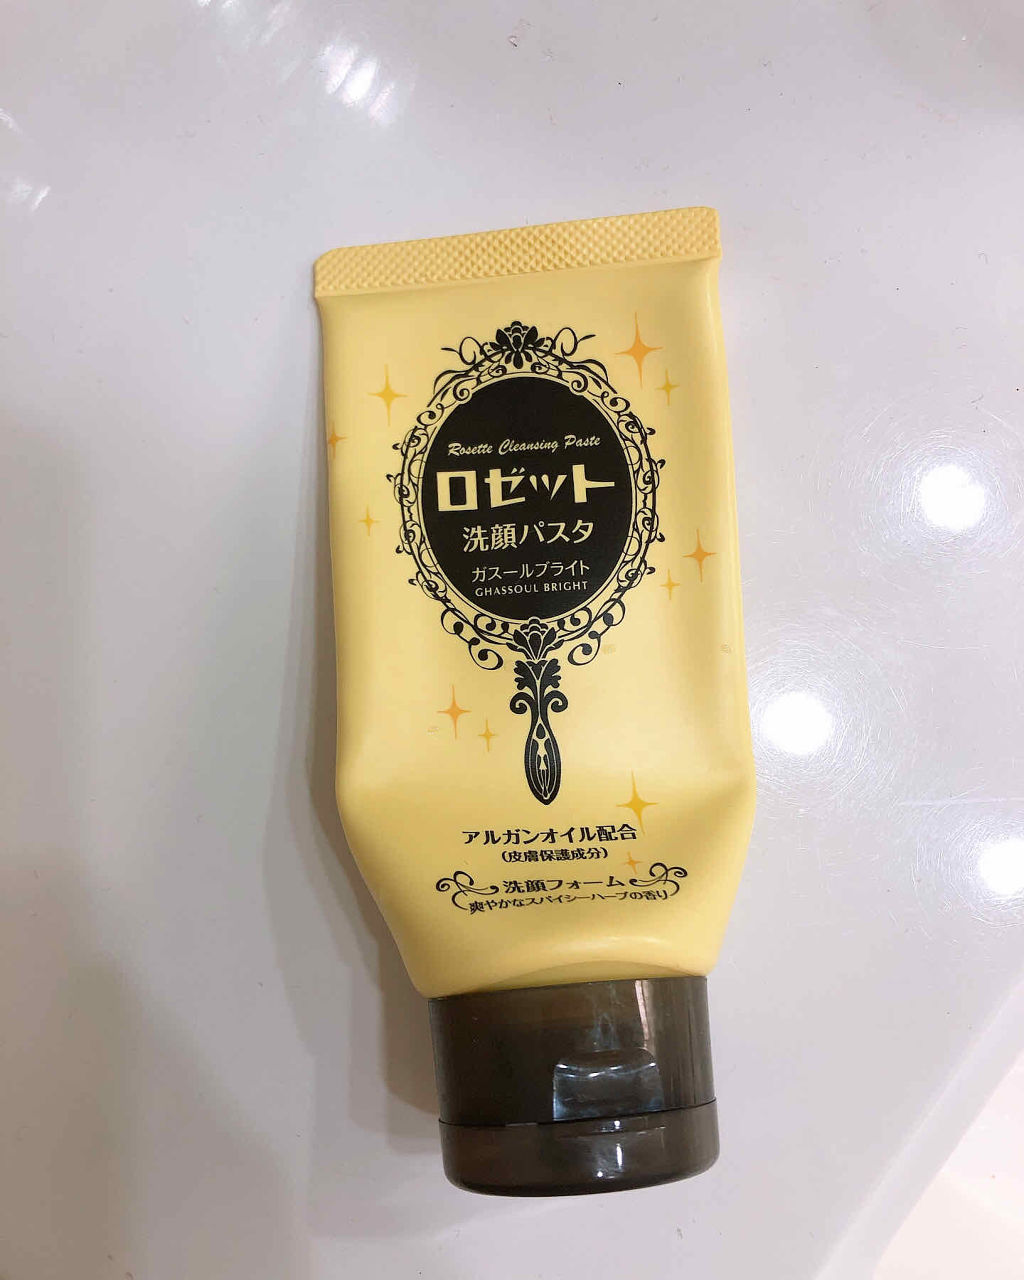 Rosette Cleansing Paste
ロゼット
洗顔パスタ
ガスールブライト
GHASSOUL BRIGHT
アルガンオイル配合
(皮膚保護成分)
洗顔フォーム
爽やかなスパイシーハーブの香り